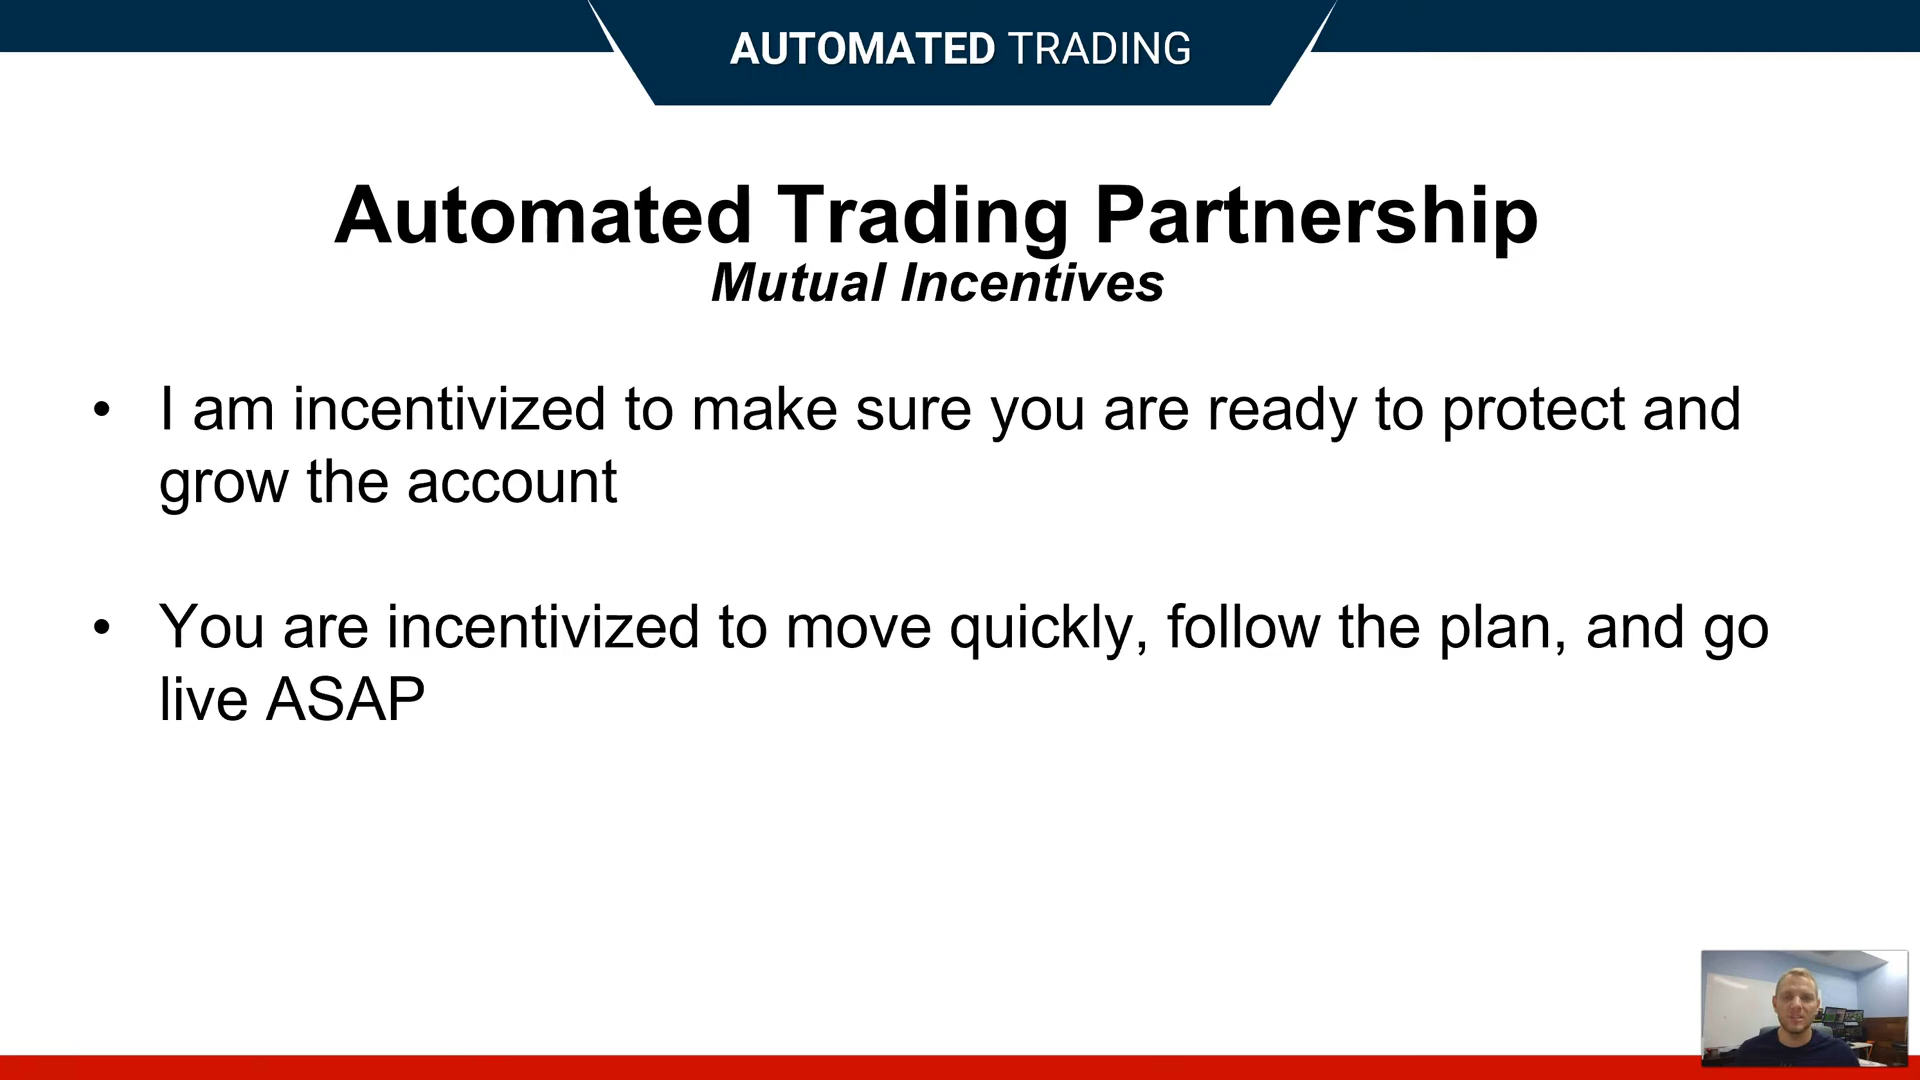 AUTOMATED TRADING
Automated Trading Partnership
Mutual Incentives
• I am incentivized to make sure you are ready to protect and
grow the account
• You are incentivized to move quickly, follow the plan, and go
live ASAP